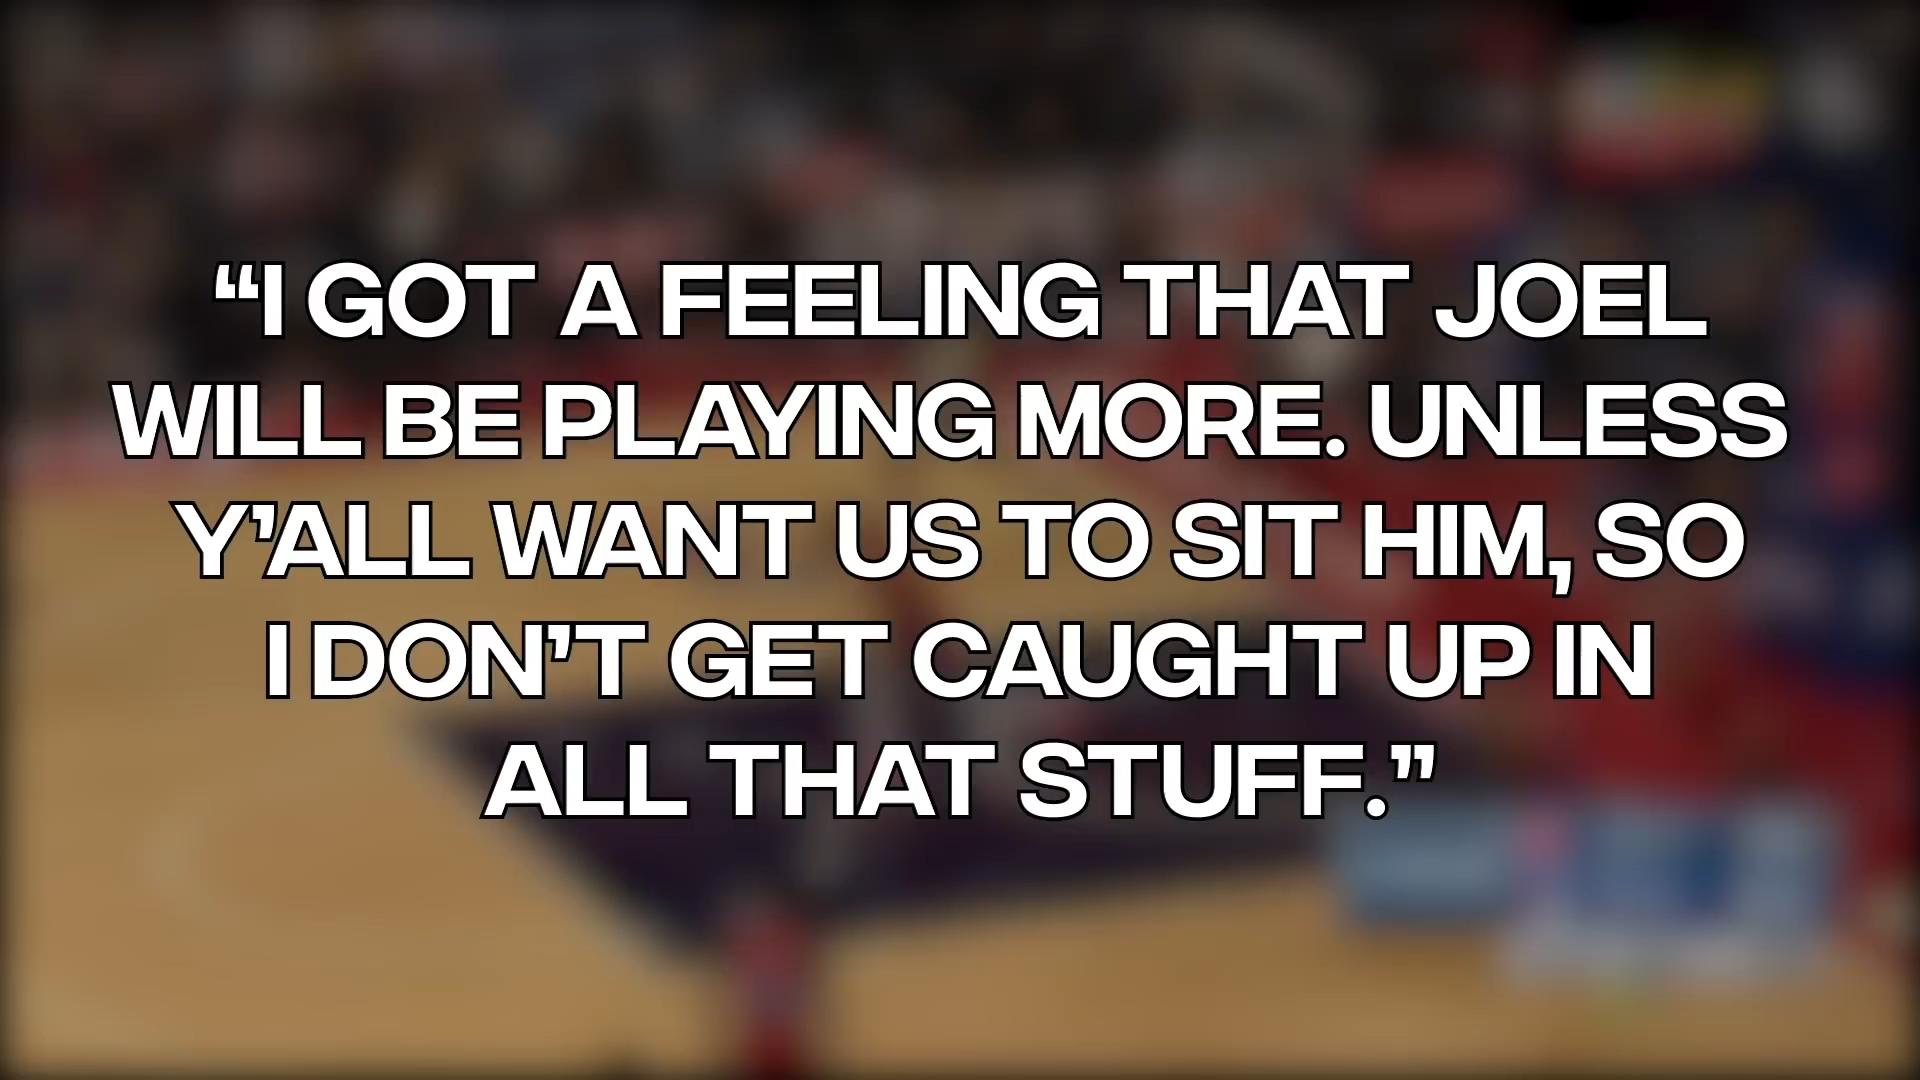 “I GOT A FEELING THAT JOEL
WILL BE PLAYING MORE. UNLESS
Y’ALL WANT US TO SIT HIM, SO
I DON’T GET CAUGHT UP IN
ALL THAT STUFF.”